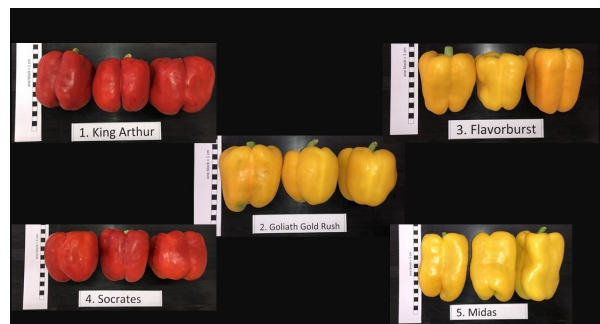 1. King Arthur
3. Flavorburst
2. Goliath Gold Rush
4. Socrates
5. Midas